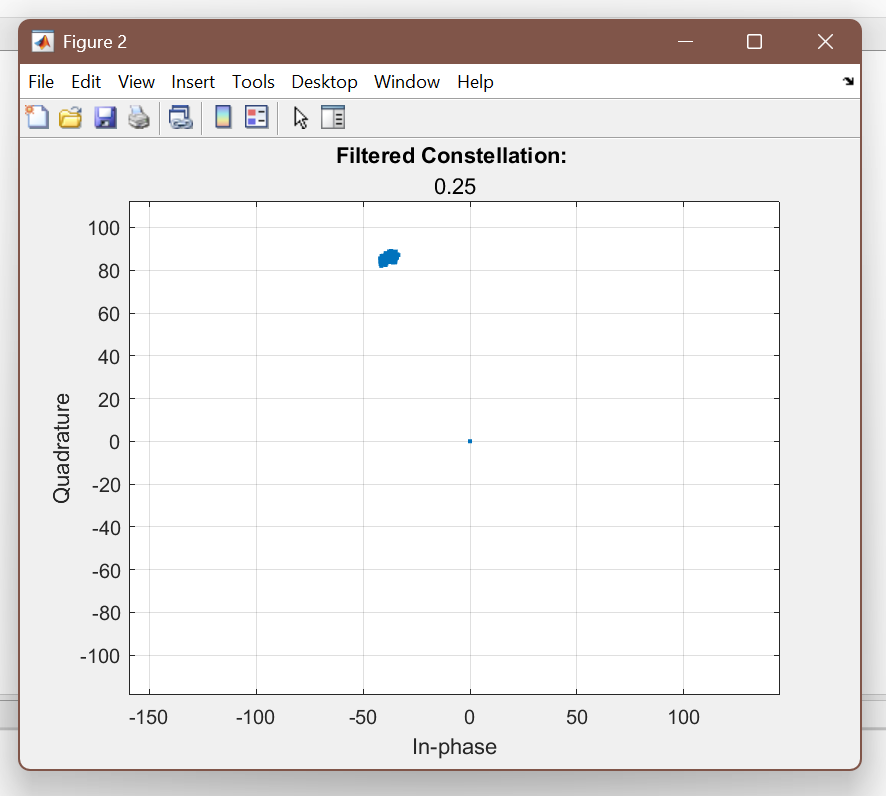 Figure 2
File Edit View Insert Tools Desktop Window Help
Filtered Constellation:
0.25
100
80
60
40
20
0
-20
-40
-60
-80
-100
Quadrature
-150 -100 -50 0 50 100
In-phase